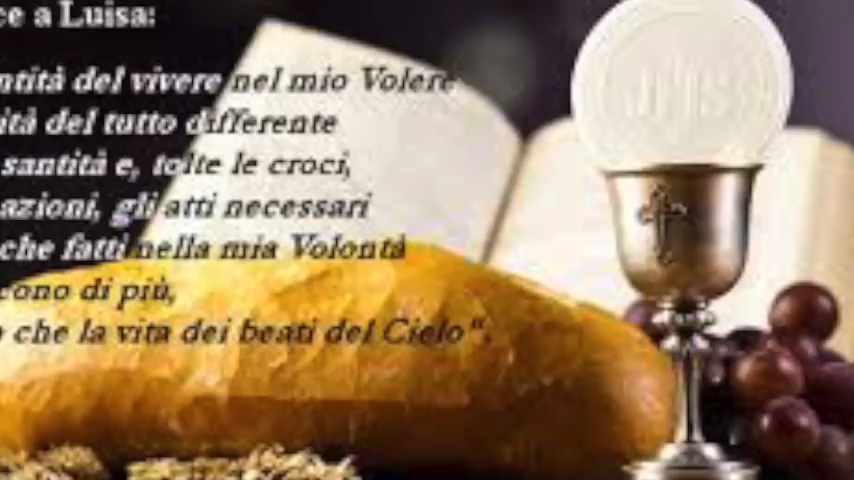 ce a Luisa:
ntità del vivere nel mio Volere
ità del tutto differente
santità e, tolte le croci,
azioni, gli atti necessari
che fatti nella mia Volontà
cono di più,
o che la vita dei beati del Cielo".
JHS